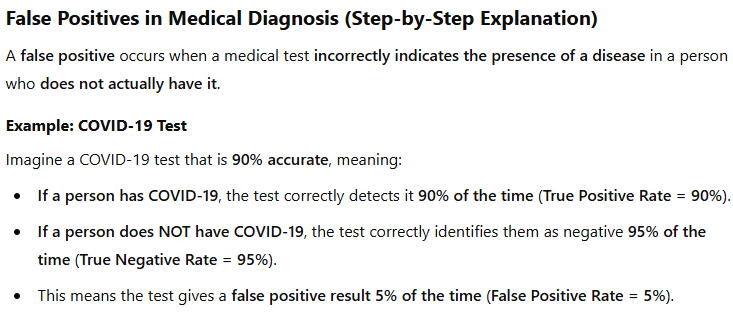 False Positives in Medical Diagnosis (Step-by-Step Explanation)
A false positive occurs when a medical test incorrectly indicates the presence of a disease in a person
who does not actually have it.
Example: COVID-19 Test
Imagine a COVID-19 test that is 90% accurate, meaning:
• If a person has COVID-19, the test correctly detects it 90% of the time (True Positive Rate = 90%).
• If a person does NOT have COVID-19, the test correctly identifies them as negative 95% of the
time (True Negative Rate = 95%).
• This means the test gives a false positive result 5% of the time (False Positive Rate = 5%).